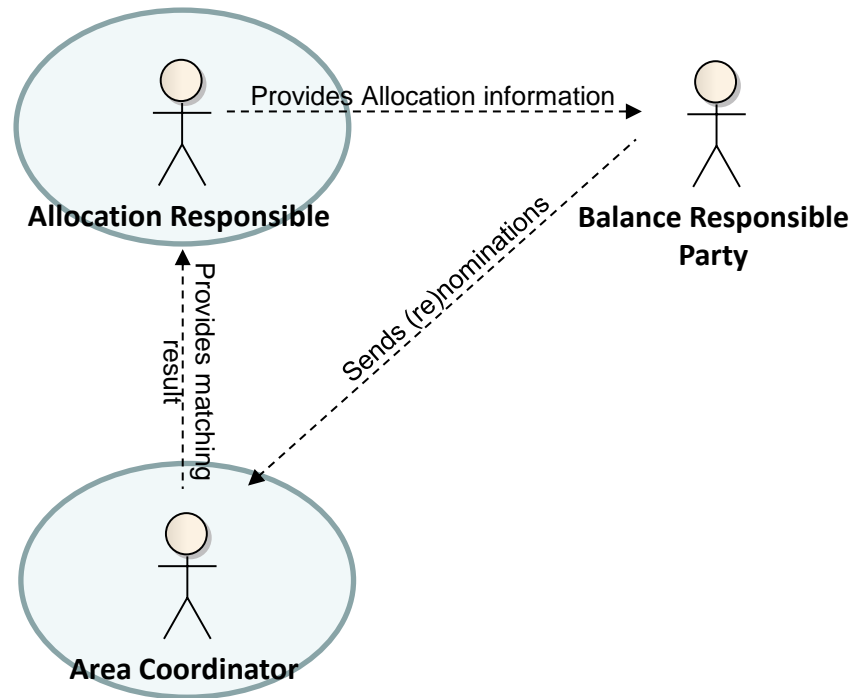 Provides Allocation information
Allocation Responsible
Balance Responsible
Party
Sends (re)nominations
Provides matching
result
Area Coordinator